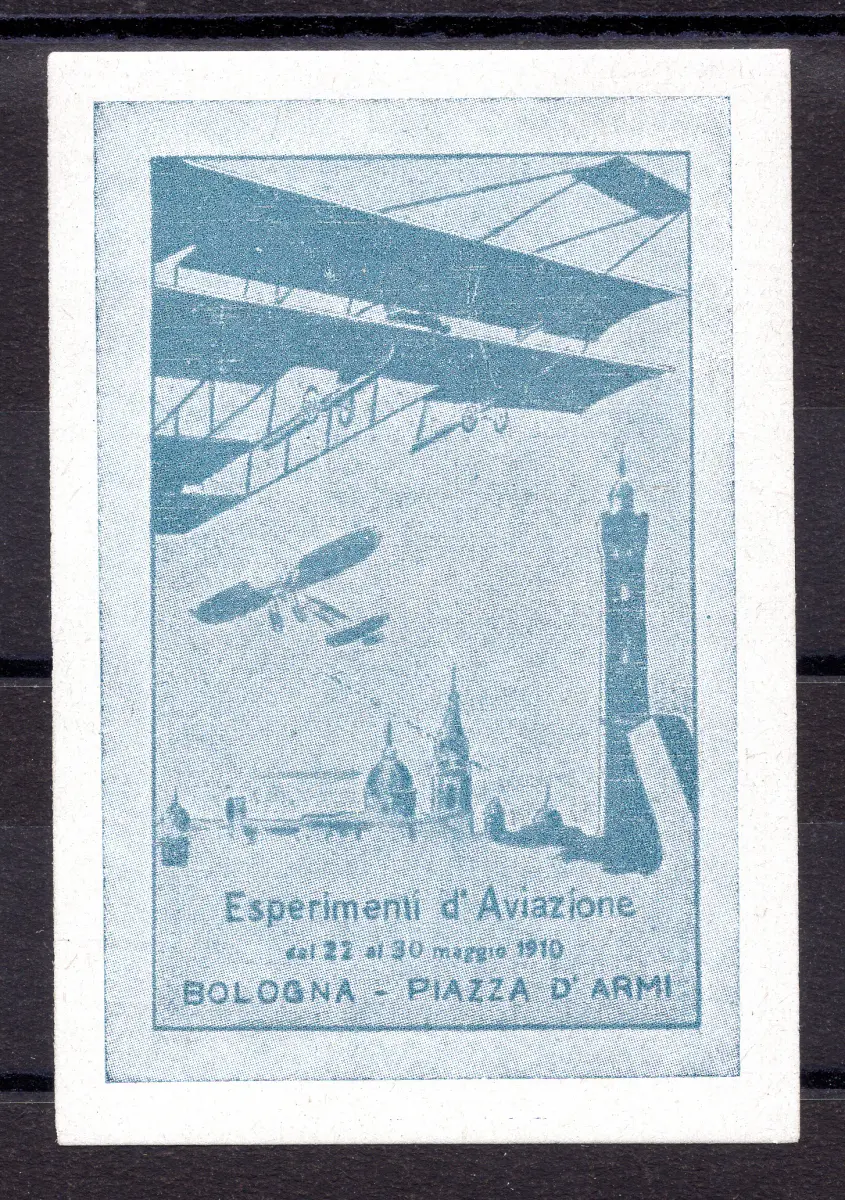 Esperimenti d'Aviazione
dal 22 al 30 maggio 1910
BOLOGNA - PIAZZA D'ARMI